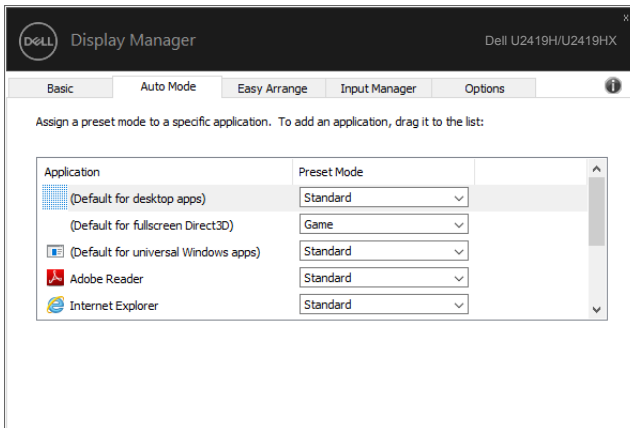 x
DELL Display Manager Dell U2419H/U2419HX
Basic Auto Mode Easy Arrange Input Manager Options i
Assign a preset mode to a specific application. To add an application, drag it to the list:
Application Preset Mode
(Default for desktop apps) Standard
(Default for fullscreen Direct3D) Game
(Default for universal Windows apps) Standard
Adobe Reader Standard
Internet Explorer Standard